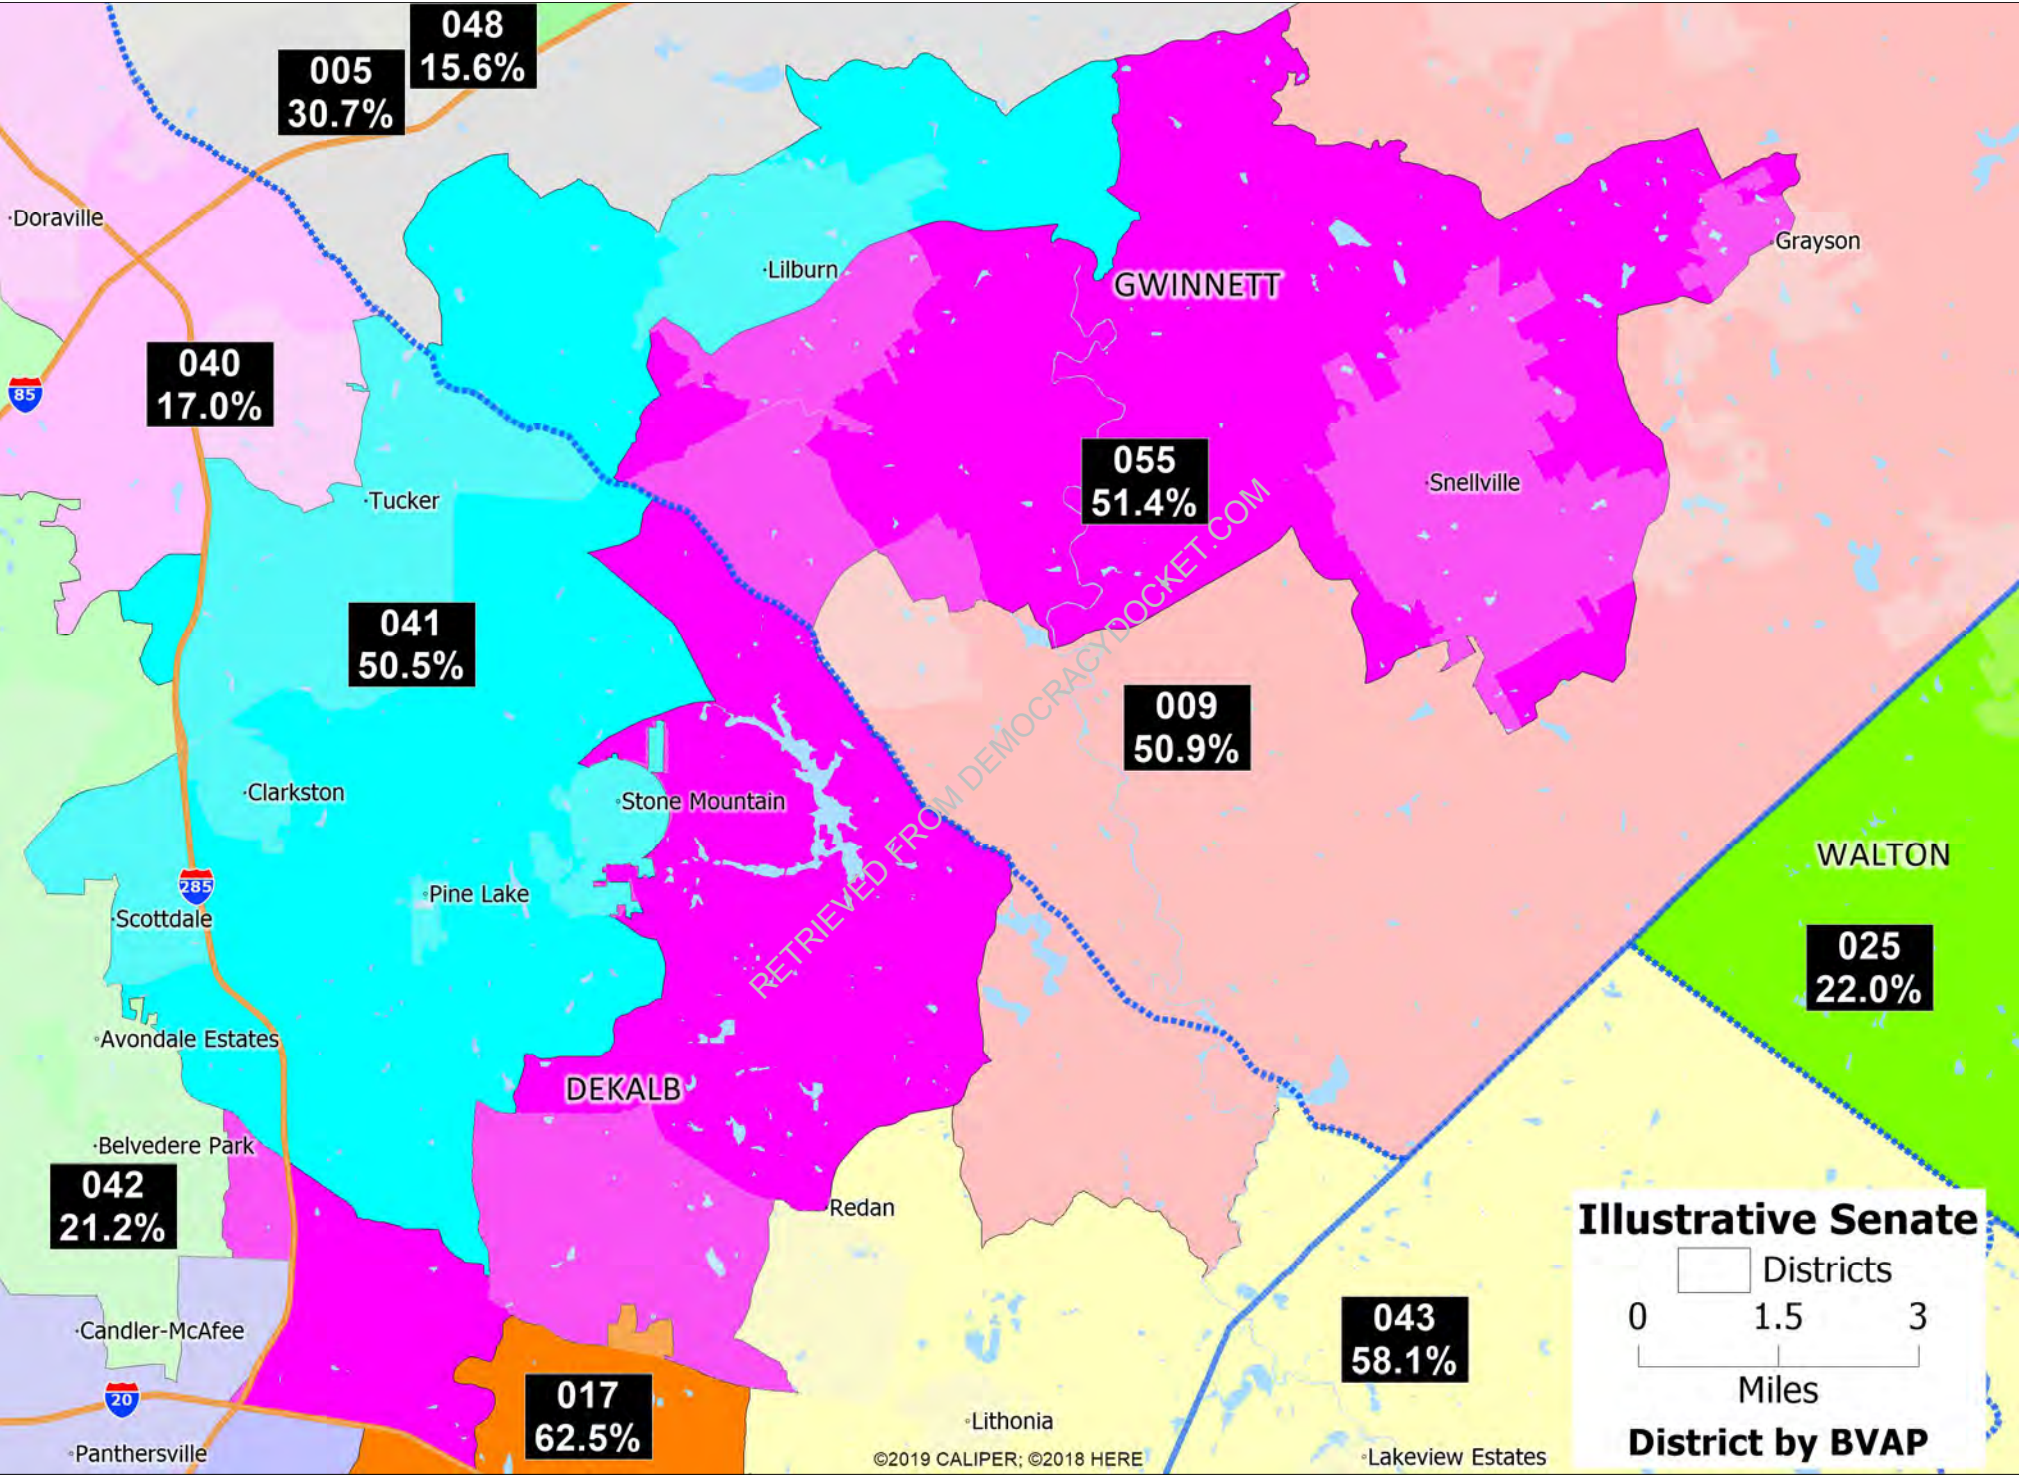 048
15.6%
005
30.7%
Doraville
Grayson
Lilburn
GWINNETT
040
17.0%
85
055
51.4%
Snellville
Tucker
041
50.5%
009
50.9%
Clarkston
Stone Mountain
WALTON
285
Pine Lake
Scottdale
025
22.0%
Avondale Estates
DEKALB
Belvedere Park
042
21.2%
Redan
Illustrative Senate
Districts
0 1.5 3
Miles
District by BVAP
Candler-McAfee
043
58.1%
20
017
62.5%
Lithonia
Panthersville
©2019 CALIPER; ©2018 HERE
Lakeview Estates
RETRIEVED FROM DEMOCRACYDOCKET.COM